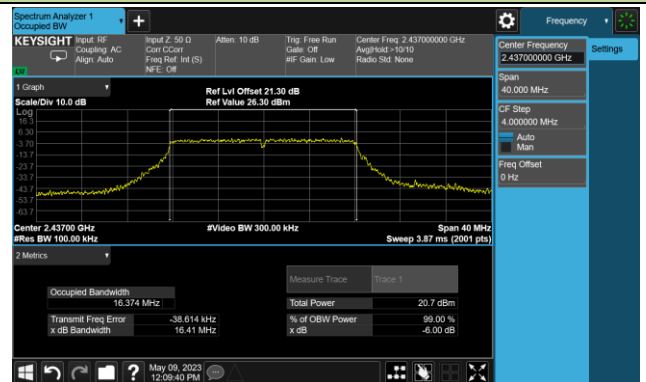 Spectrum Analyzer 1
Occupied BW
Frequency
KEYSIGHT Input: RF
Coupling: AC
Align: Auto
Input Z: 50 Ω
Corr CCorr
Freq Ref: Int (S)
NFE: Off
Atten: 10 dB
Trig: Free Run
Gate: Off
#IF Gain: Low
Center Freq: 2.437000000 GHz
Avg|Hold:>10/10
Radio Std: None
Center Frequency
2.437000000 GHz
Settings
Span
40.000 MHz
CF Step
4.000000 MHz
Auto
Man
Freq Offset
0 Hz
1 Graph
Scale/Div 10.0 dB
Ref Lvl Offset 21.30 dB
Ref Value 26.30 dBm
Log
16.3
6.30
-3.70
-13.7
-23.7
-33.7
-43.7
-53.7
-63.7
Center 2.43700 GHz
#Res BW 100.00 kHz
#Video BW 300.00 kHz
Span 40 MHz
Sweep 3.87 ms (2001 pts)
2 Metrics
Measure Trace Trace 1
Occupied Bandwidth
16.374 MHz
Total Power 20.7 dBm
Transmit Freq Error -38.614 kHz
% of OBW Power 99.00 %
x dB Bandwidth 16.41 MHz
x dB -6.00 dB
May 09, 2023
12:09:40 PM